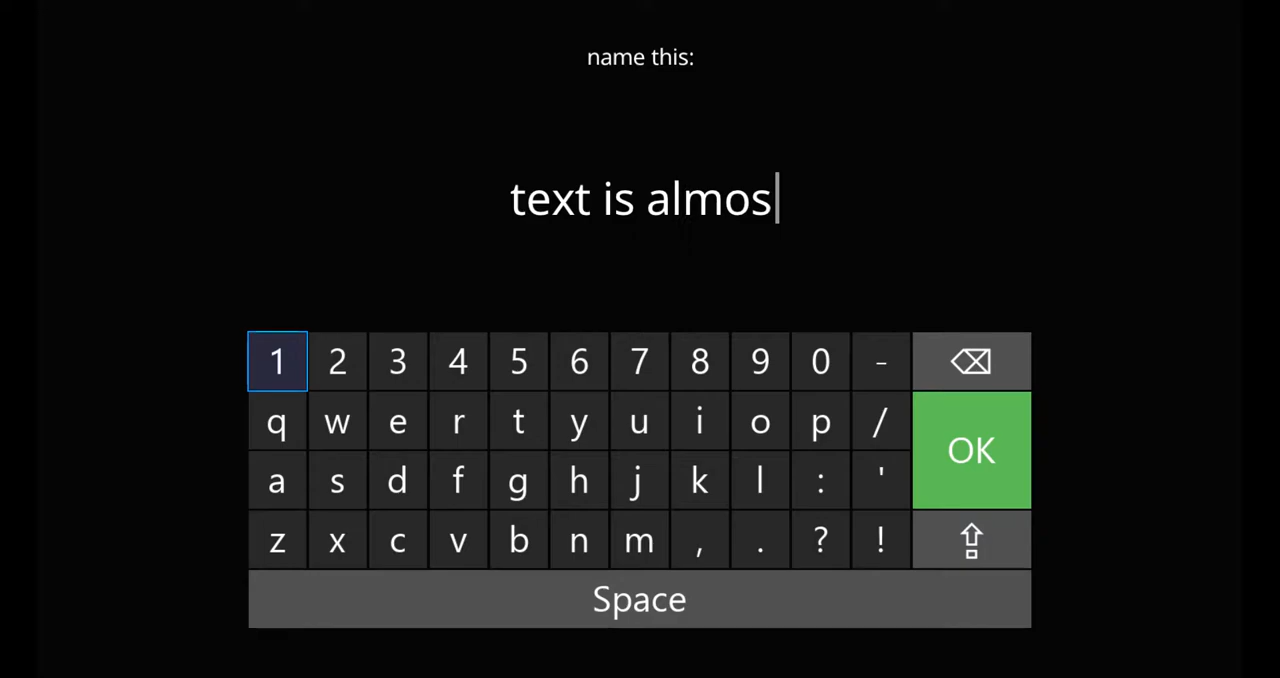 name this:
text is almos
1 2 3 4 5 6 7 8 9 0 -
q w e r t y u i o p /
OK
a s d f g h j k l : '
z x c v b n m , . ? !
Space